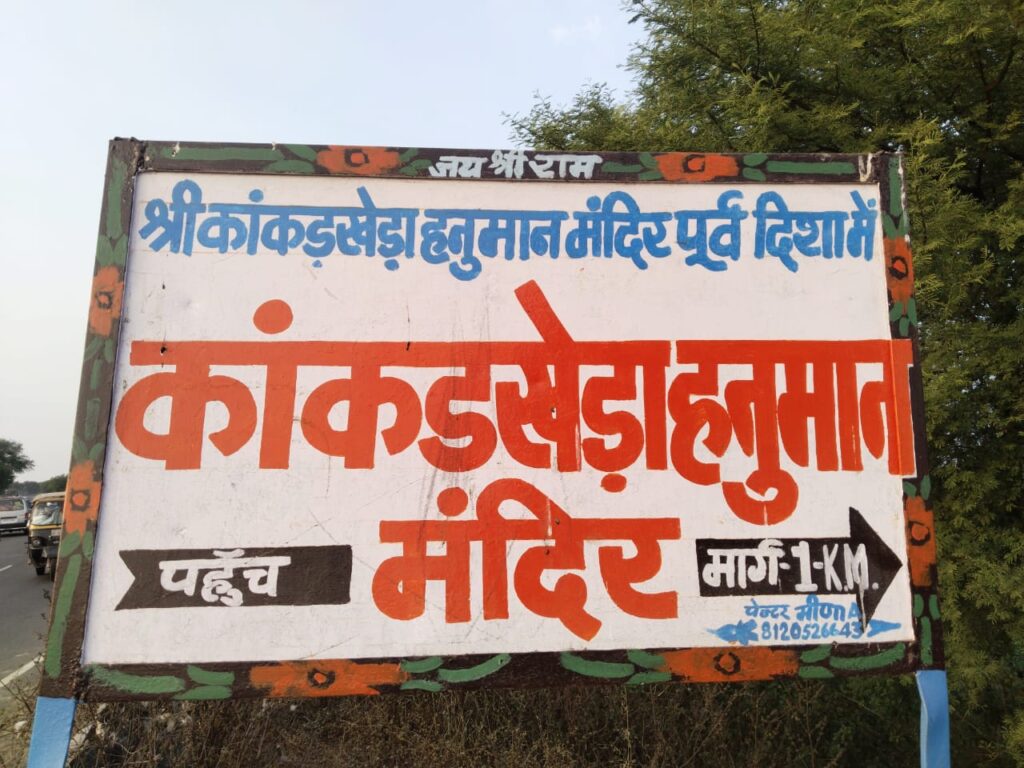 जय श्री राम
श्री कांकड़खेड़ा हनुमान मंदिर पूर्व दिशा में
कांकडखेड़ा हनुमान
मंदिर
पहुॅंच
मार्ग-1-K.M.
पेन्टर मीणा A
8120526643